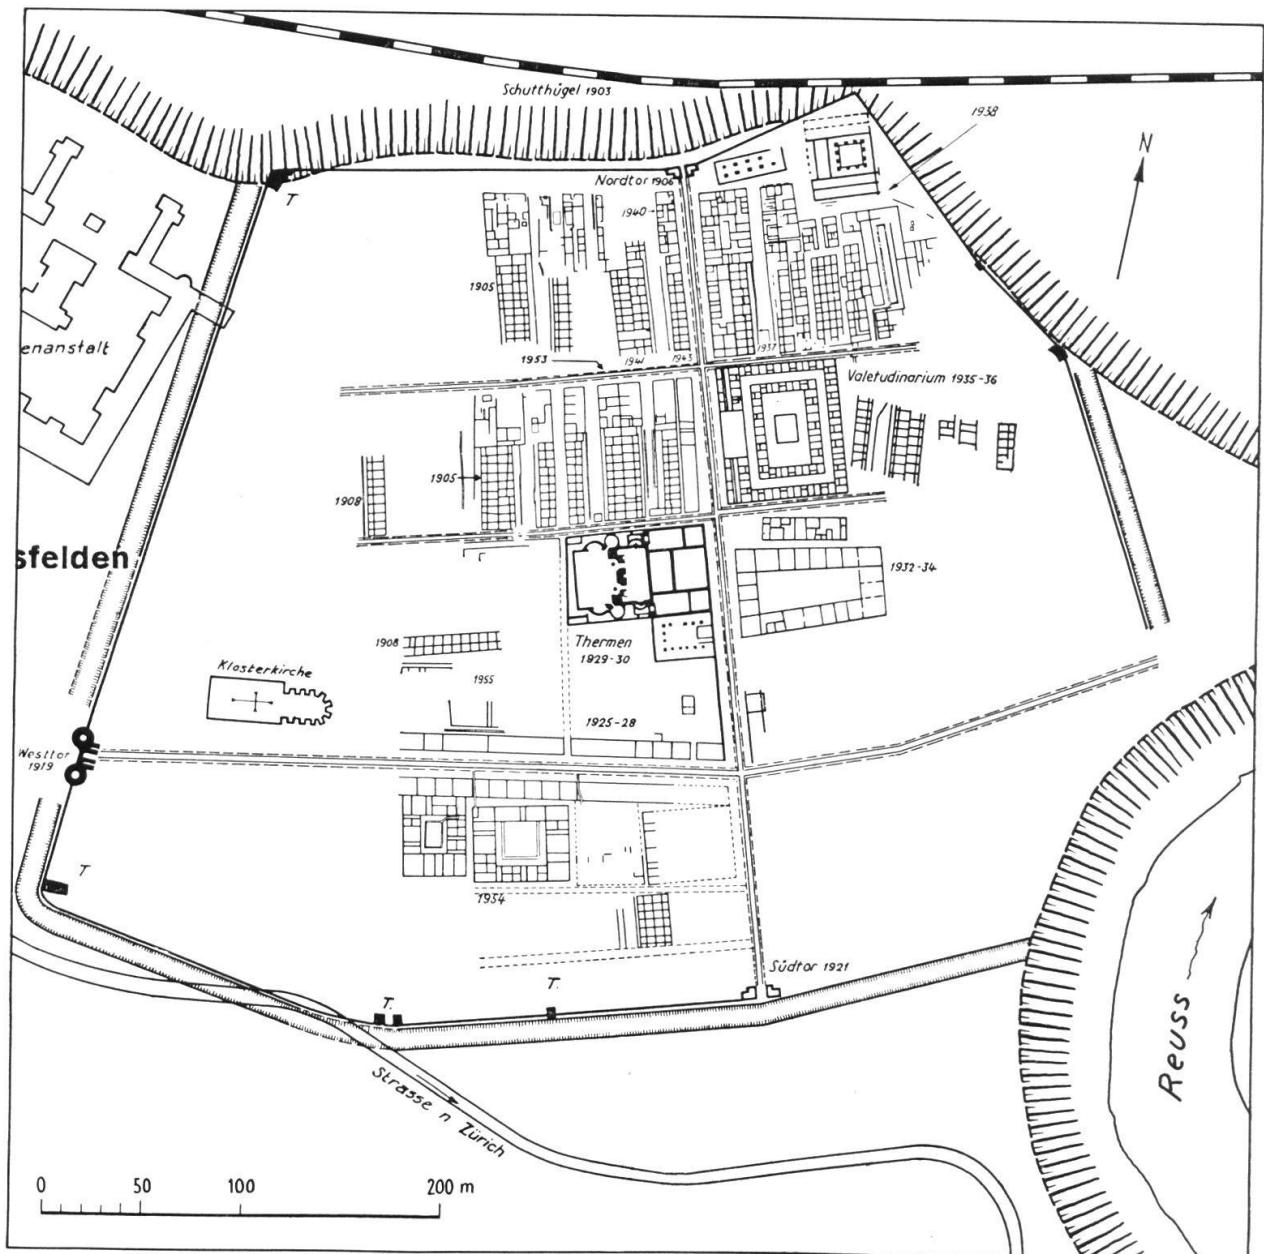 Schutthügel 1903
1938
N
Nordtor 1906
T
1940
1905
enanstalt
1953
1941
1943
1937
Valetudinarium 1935-36
1905
1908
sfelden
1932-34
1908
Thermen
1929-30
Klosterkirche
1955
1925-28
Westtor
1919
T
1934
Südtor 1921
T.
T.
Reuss
Strasse n Zürich
0 50 100 200 m